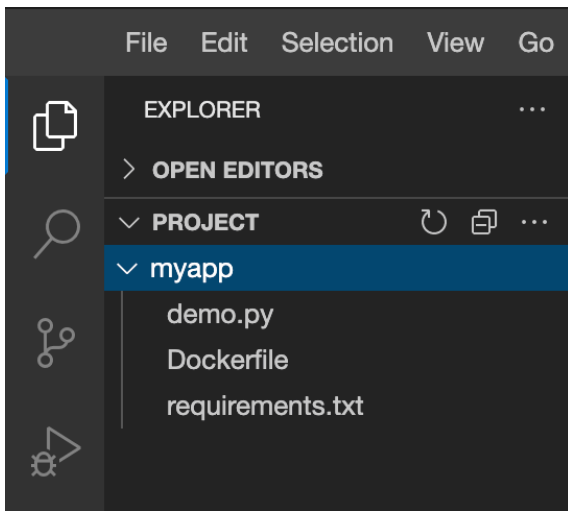 File Edit Selection View Go
EXPLORER
OPEN EDITORS
PROJECT
myapp
demo.py
Dockerfile
requirements.txt